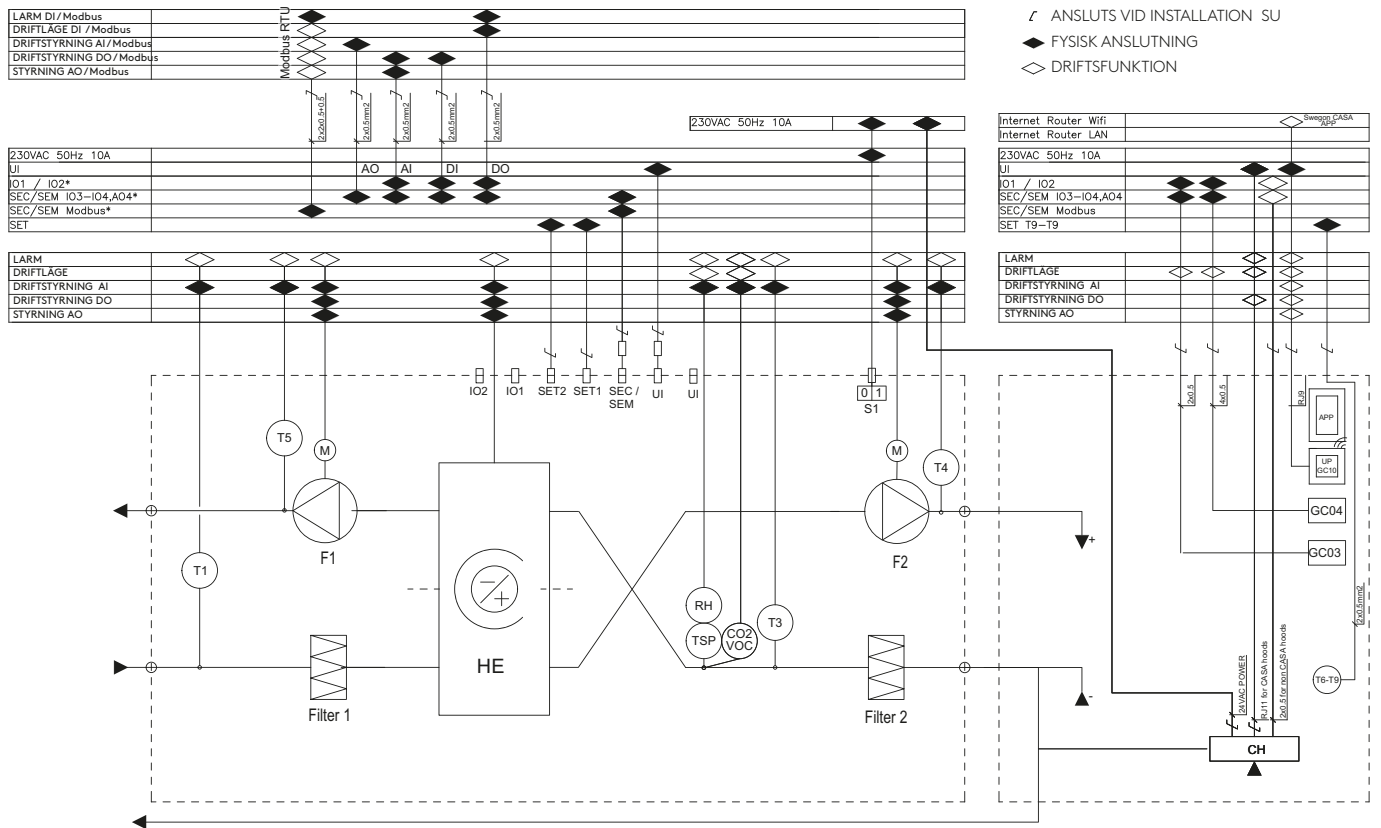 LARM DI/Modbus
DRIFTLÄGE DI /Modbus
DRIFTSTYRNING AI/Modbus
DRIFTSTYRNING DO/Modbus
STYRNING AO/Modbus
Modbus RTU
ANSLUTS VID INSTALLATION SU
FYSISK ANSLUTNING
DRIFTSFUNKTION
2x2x0.5+0.5
2x0.5mm2
2x0.5mm2
2x0.5mm2
2x0.5mm2
230VAC 50Hz 10A
Internet Router Wifi
Swegon CASA
APP
Internet Router LAN
230VAC 50Hz 10A
UI
AO
AI
DI
DO
IO1 / IO2*
SEC/SEM IO3-IO4,AO4*
SEC/SEM Modbus*
SET
230VAC 50Hz 10A
UI
IO1 / IO2
SEC/SEM IO3-IO4,AO4
SEC/SEM Modbus
SET T9-T9
LARM
DRIFTLÄGE
DRIFTSTYRNING AI
DRIFTSTYRNING DO
STYRNING AO
LARM
DRIFTLÄGE
DRIFTSTYRNING AI
DRIFTSTYRNING DO
STYRNING AO
IO2
IO1
SET2
SET1
SEC /
SEM
UI
UI
0 1
S1
2x0.5
4x0.5
RJ9
APP
UP
GC10
GC04
GC03
T5
M
M
T4
F1
F2
+
T1
RH
TSP
CO2
VOC
T3
HE
Filter 1
Filter 2
-
2x0.5mm2
T6-T9
24VAC POWER
RJ11 for CASA hoods
2x0.5 for non CASA hoods
CH